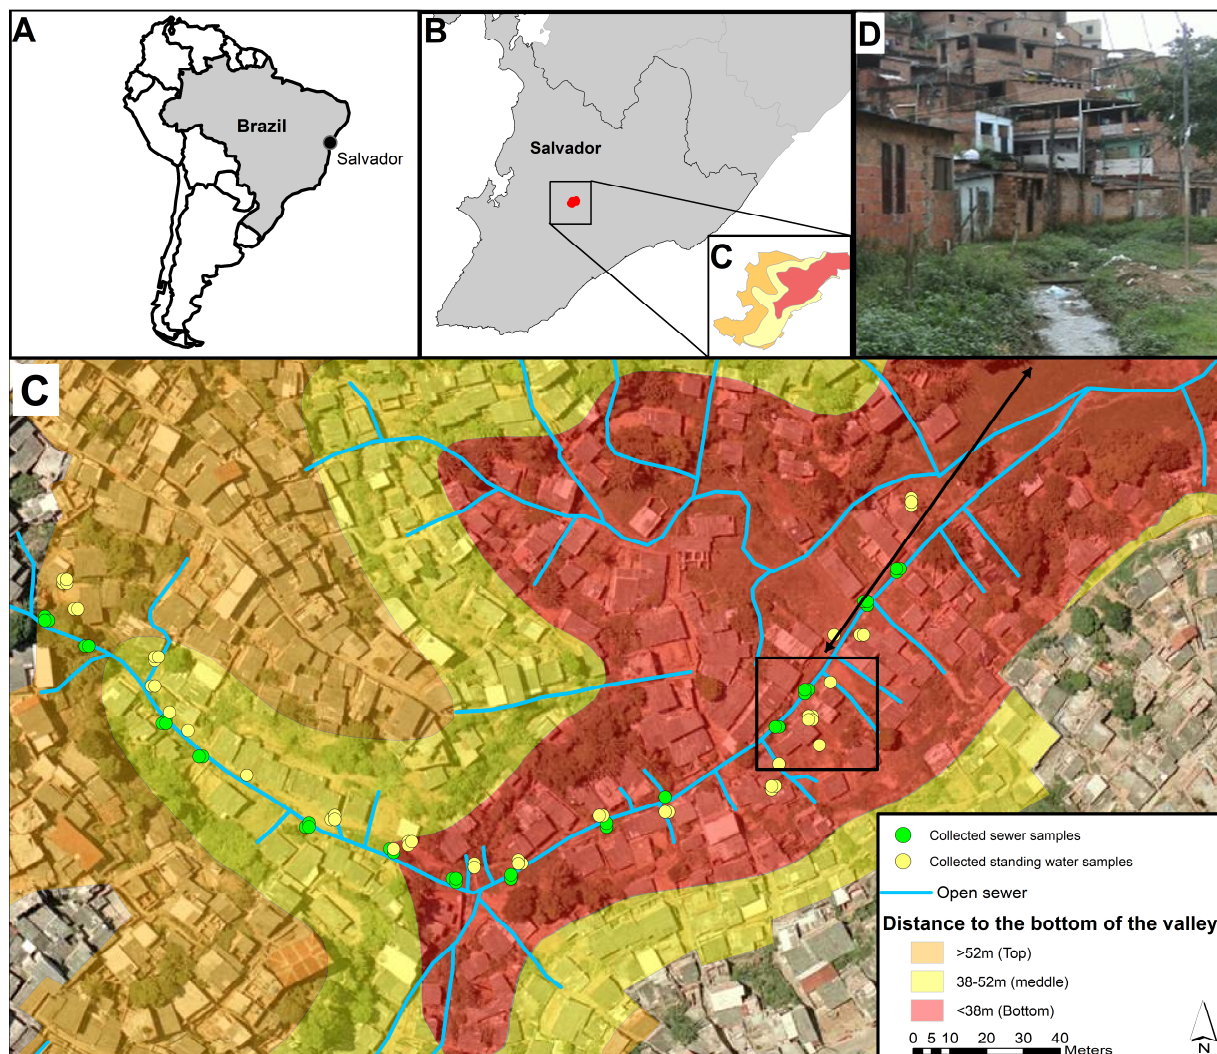 A
Brazil
Salvador
B
Salvador
C
D
C
Collected sewer samples
Collected standing water samples
Open sewer
Distance to the bottom of the valley
>52m (Top)
38-52m (meddle)
<38m (Bottom)
0 5 10 20 30 40
Meters
N